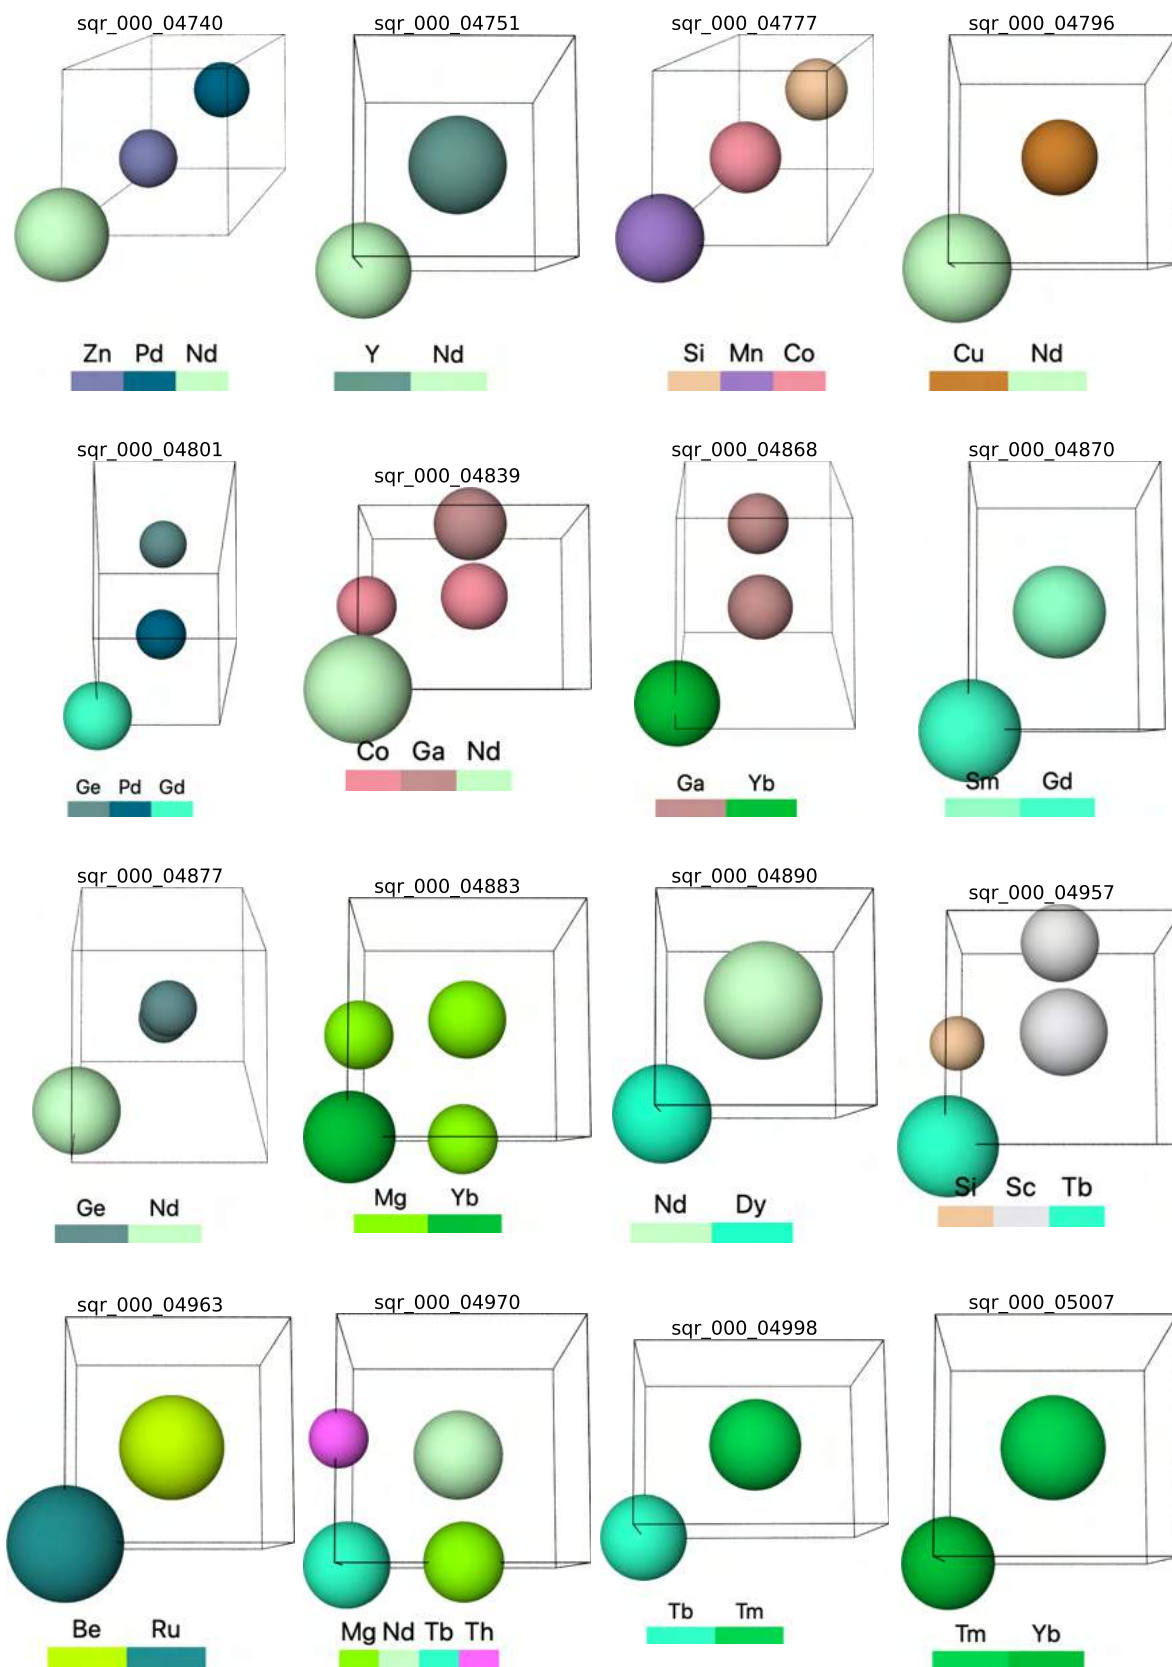 sqr_000_04740 sqr_000_04751 sqr_000_04777 sqr_000_04796
Zn Pd Nd Y Nd Si Mn Co Cu Nd
sqr_000_04801 sqr_000_04839 sqr_000_04868 sqr_000_04870
Ge Pd Gd Co Ga Nd Ga Yb Sm Gd
sqr_000_04877 sqr_000_04883 sqr_000_04890 sqr_000_04957
Ge Nd Mg Yb Nd Dy Si Sc Tb
sqr_000_04963 sqr_000_04970 sqr_000_04998 sqr_000_05007
Be Ru Mg Nd Tb Th Tb Tm Tm Yb